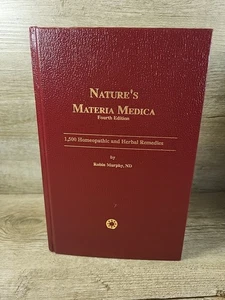 NATURE'S
MATERIA MEDICA
Fourth Edition
1,500 Homeopathic and Herbal Remedies
by
Robin Murphy, ND